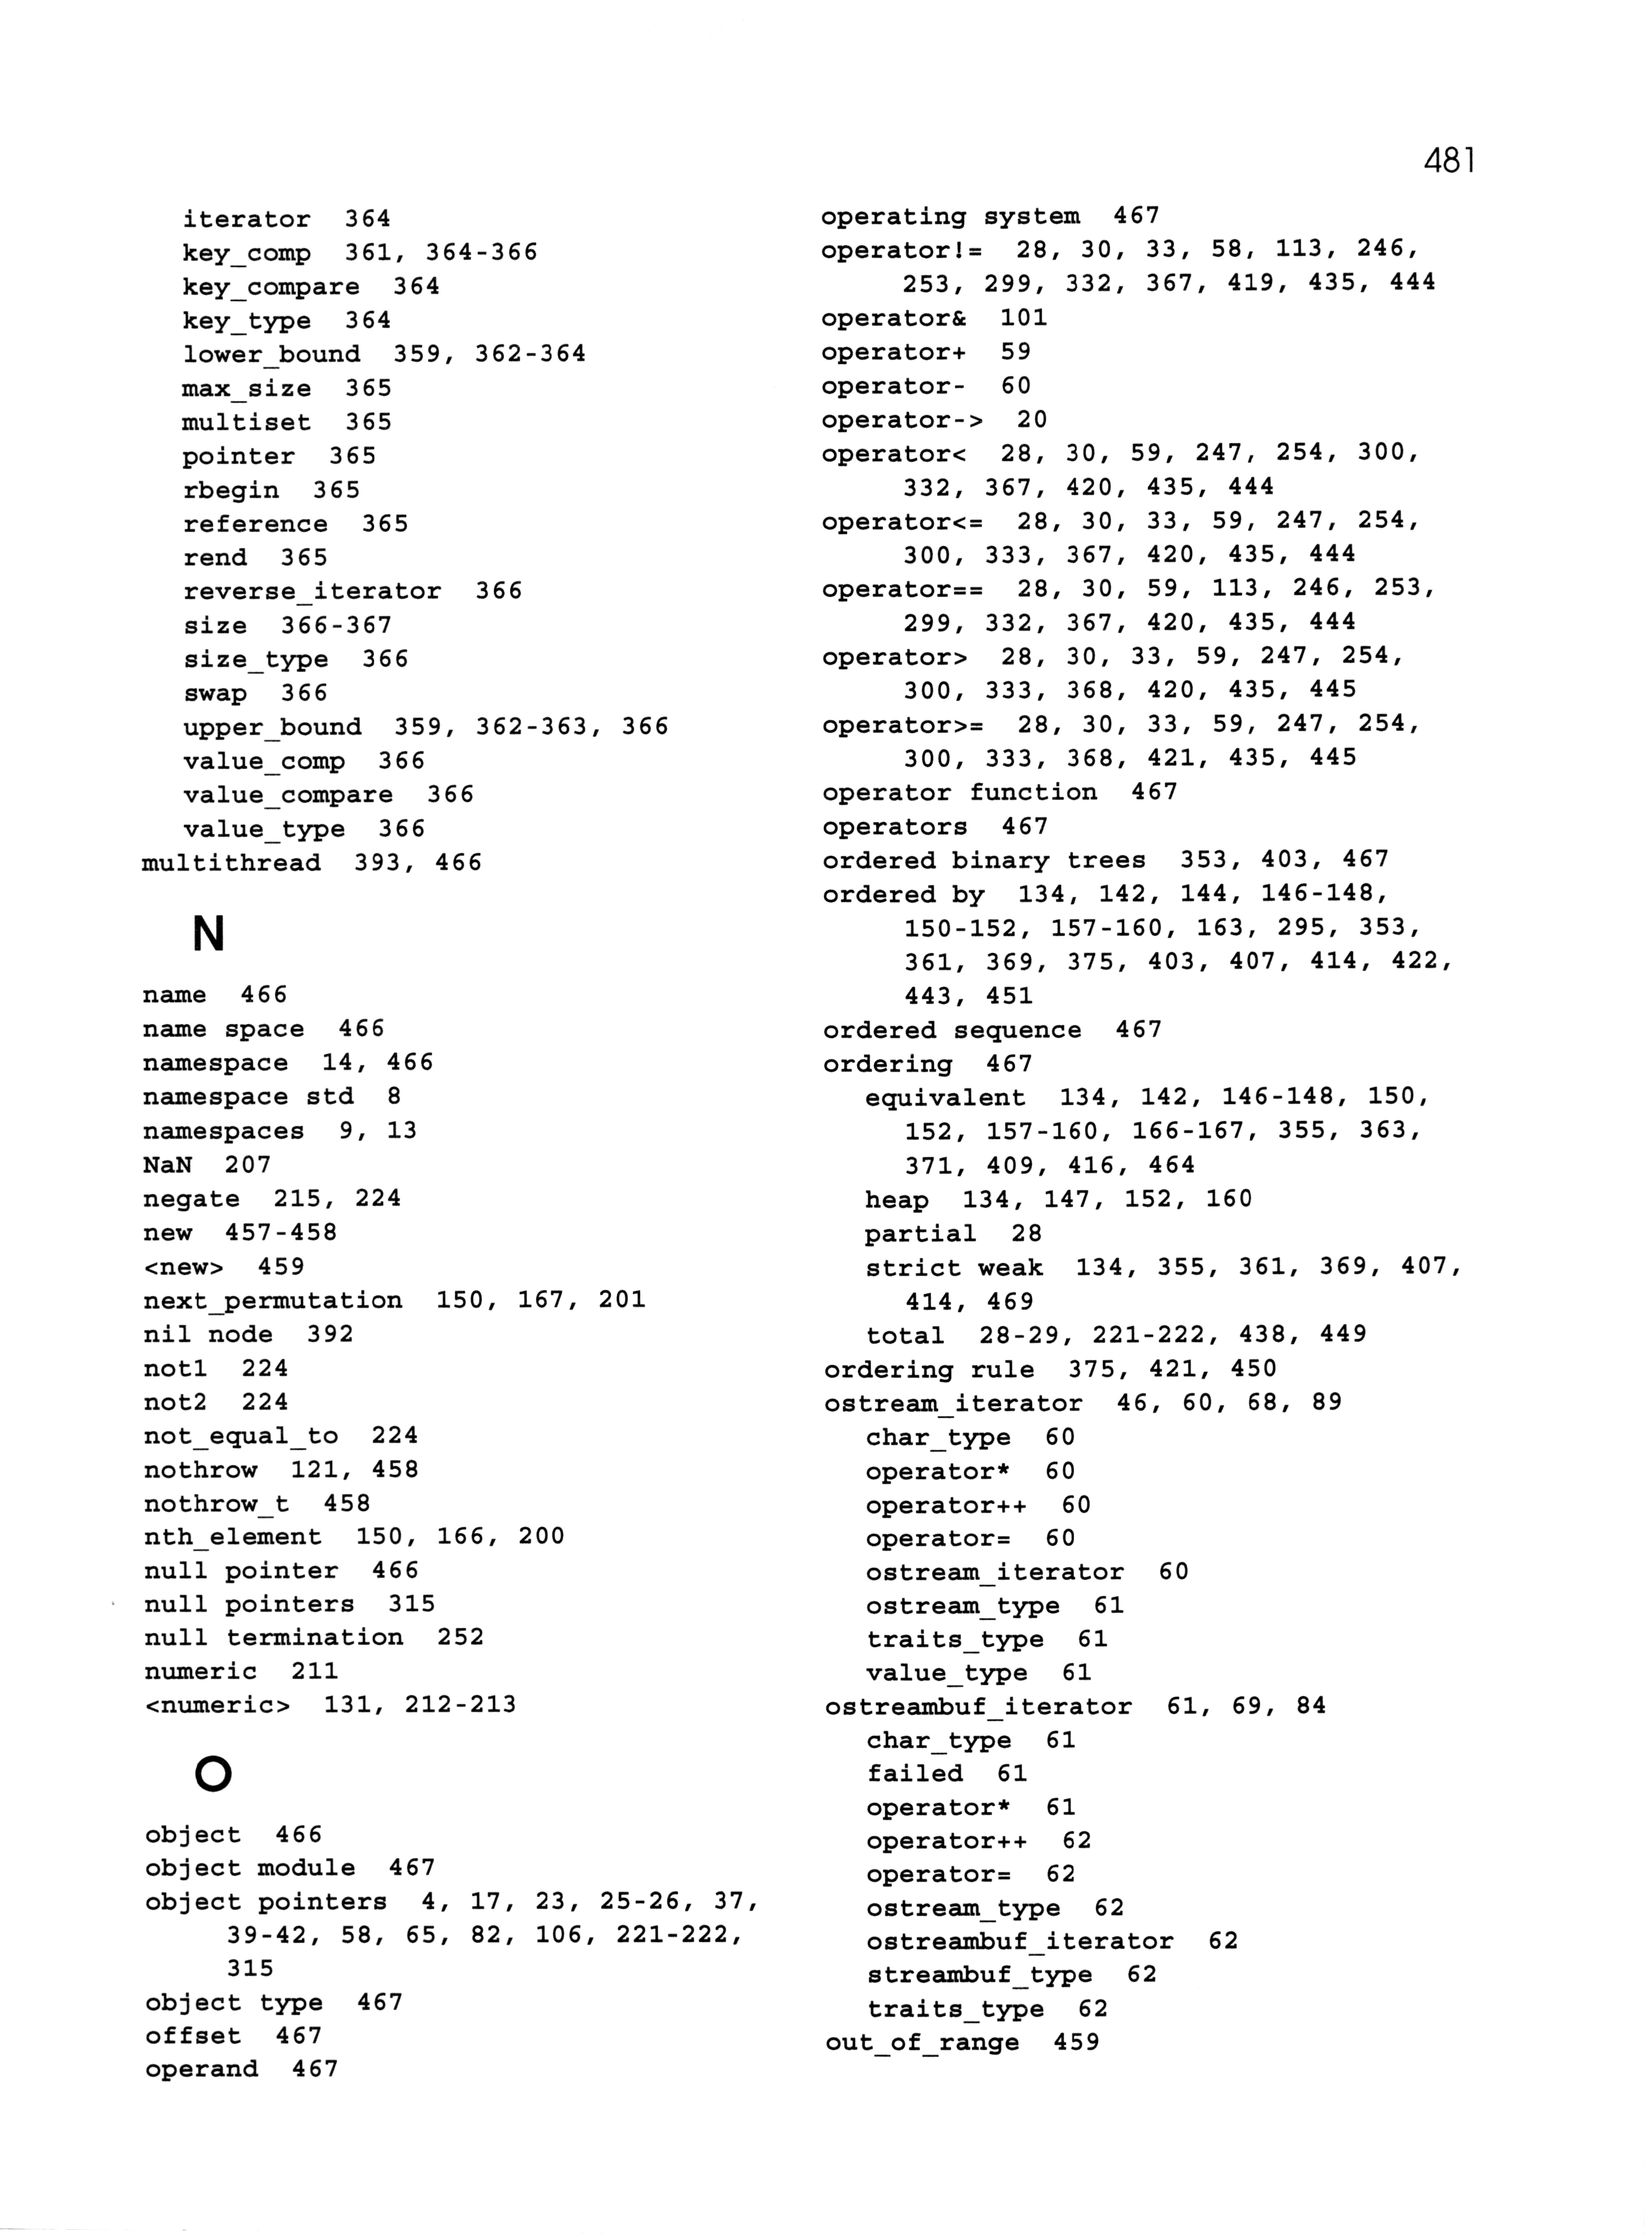 481
iterator 364
key_comp 361, 364-366
key_compare 364
key_type 364
lower_bound 359, 362-364
max_size 365
multiset 365
pointer 365
rbegin 365
reference 365
rend 365
reverse_iterator 366
size 366-367
size_type 366
swap 366
upper_bound 359, 362-363, 366
value_comp 366
value_compare 366
value_type 366
multithread 393, 466
N
name 466
name space 466
namespace 14, 466
namespace std 8
namespaces 9, 13
NaN 207
negate 215, 224
new 457-458
<new> 459
next_permutation 150, 167, 201
nil node 392
not1 224
not2 224
not_equal_to 224
nothrow 121, 458
nothrow_t 458
nth_element 150, 166, 200
null pointer 466
null pointers 315
null termination 252
numeric 211
<numeric> 131, 212-213
O
object 466
object module 467
object pointers 4, 17, 23, 25-26, 37,
39-42, 58, 65, 82, 106, 221-222,
315
object type 467
offset 467
operand 467
operating system 467
operator!= 28, 30, 33, 58, 113, 246,
253, 299, 332, 367, 419, 435, 444
operator& 101
operator+ 59
operator- 60
operator-> 20
operator< 28, 30, 59, 247, 254, 300,
332, 367, 420, 435, 444
operator<= 28, 30, 33, 59, 247, 254,
300, 333, 367, 420, 435, 444
operator== 28, 30, 59, 113, 246, 253,
299, 332, 367, 420, 435, 444
operator> 28, 30, 33, 59, 247, 254,
300, 333, 368, 420, 435, 445
operator>= 28, 30, 33, 59, 247, 254,
300, 333, 368, 421, 435, 445
operator function 467
operators 467
ordered binary trees 353, 403, 467
ordered by 134, 142, 144, 146-148,
150-152, 157-160, 163, 295, 353,
361, 369, 375, 403, 407, 414, 422,
443, 451
ordered sequence 467
ordering 467
equivalent 134, 142, 146-148, 150,
152, 157-160, 166-167, 355, 363,
371, 409, 416, 464
heap 134, 147, 152, 160
partial 28
strict weak 134, 355, 361, 369, 407,
414, 469
total 28-29, 221-222, 438, 449
ordering rule 375, 421, 450
ostream_iterator 46, 60, 68, 89
char_type 60
operator* 60
operator++ 60
operator= 60
ostream_iterator 60
ostream_type 61
traits_type 61
value_type 61
ostreambuf_iterator 61, 69, 84
char_type 61
failed 61
operator* 61
operator++ 62
operator= 62
ostream_type 62
ostreambuf_iterator 62
streambuf_type 62
traits_type 62
out_of_range 459